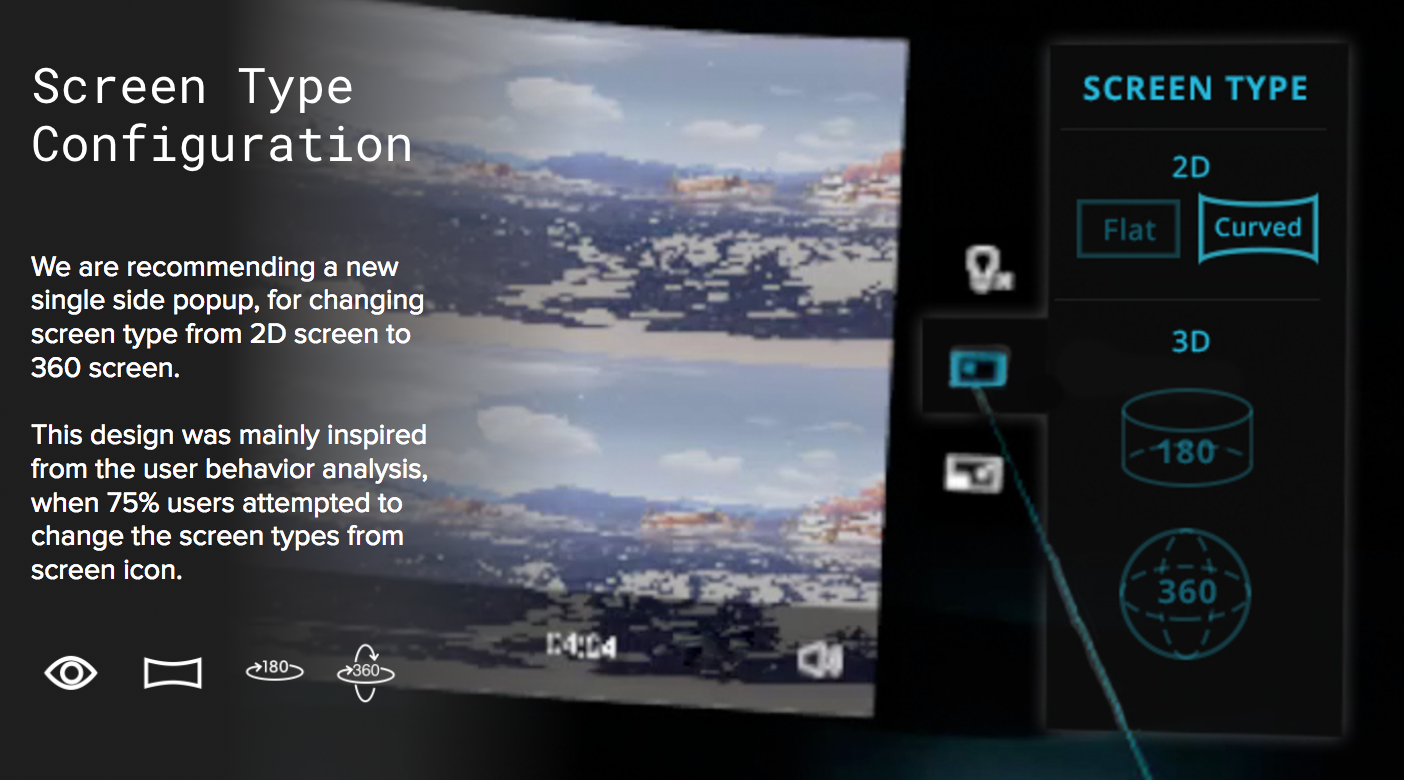 Screen Type
Configuration
We are recommending a new
single side popup, for changing
screen type from 2D screen to
360 screen.
This design was mainly inspired
from the user behavior analysis,
when 75% users attempted to
change the screen types from
screen icon.
180
360
04:04
SCREEN TYPE
2D
Flat
Curved
3D
180
360